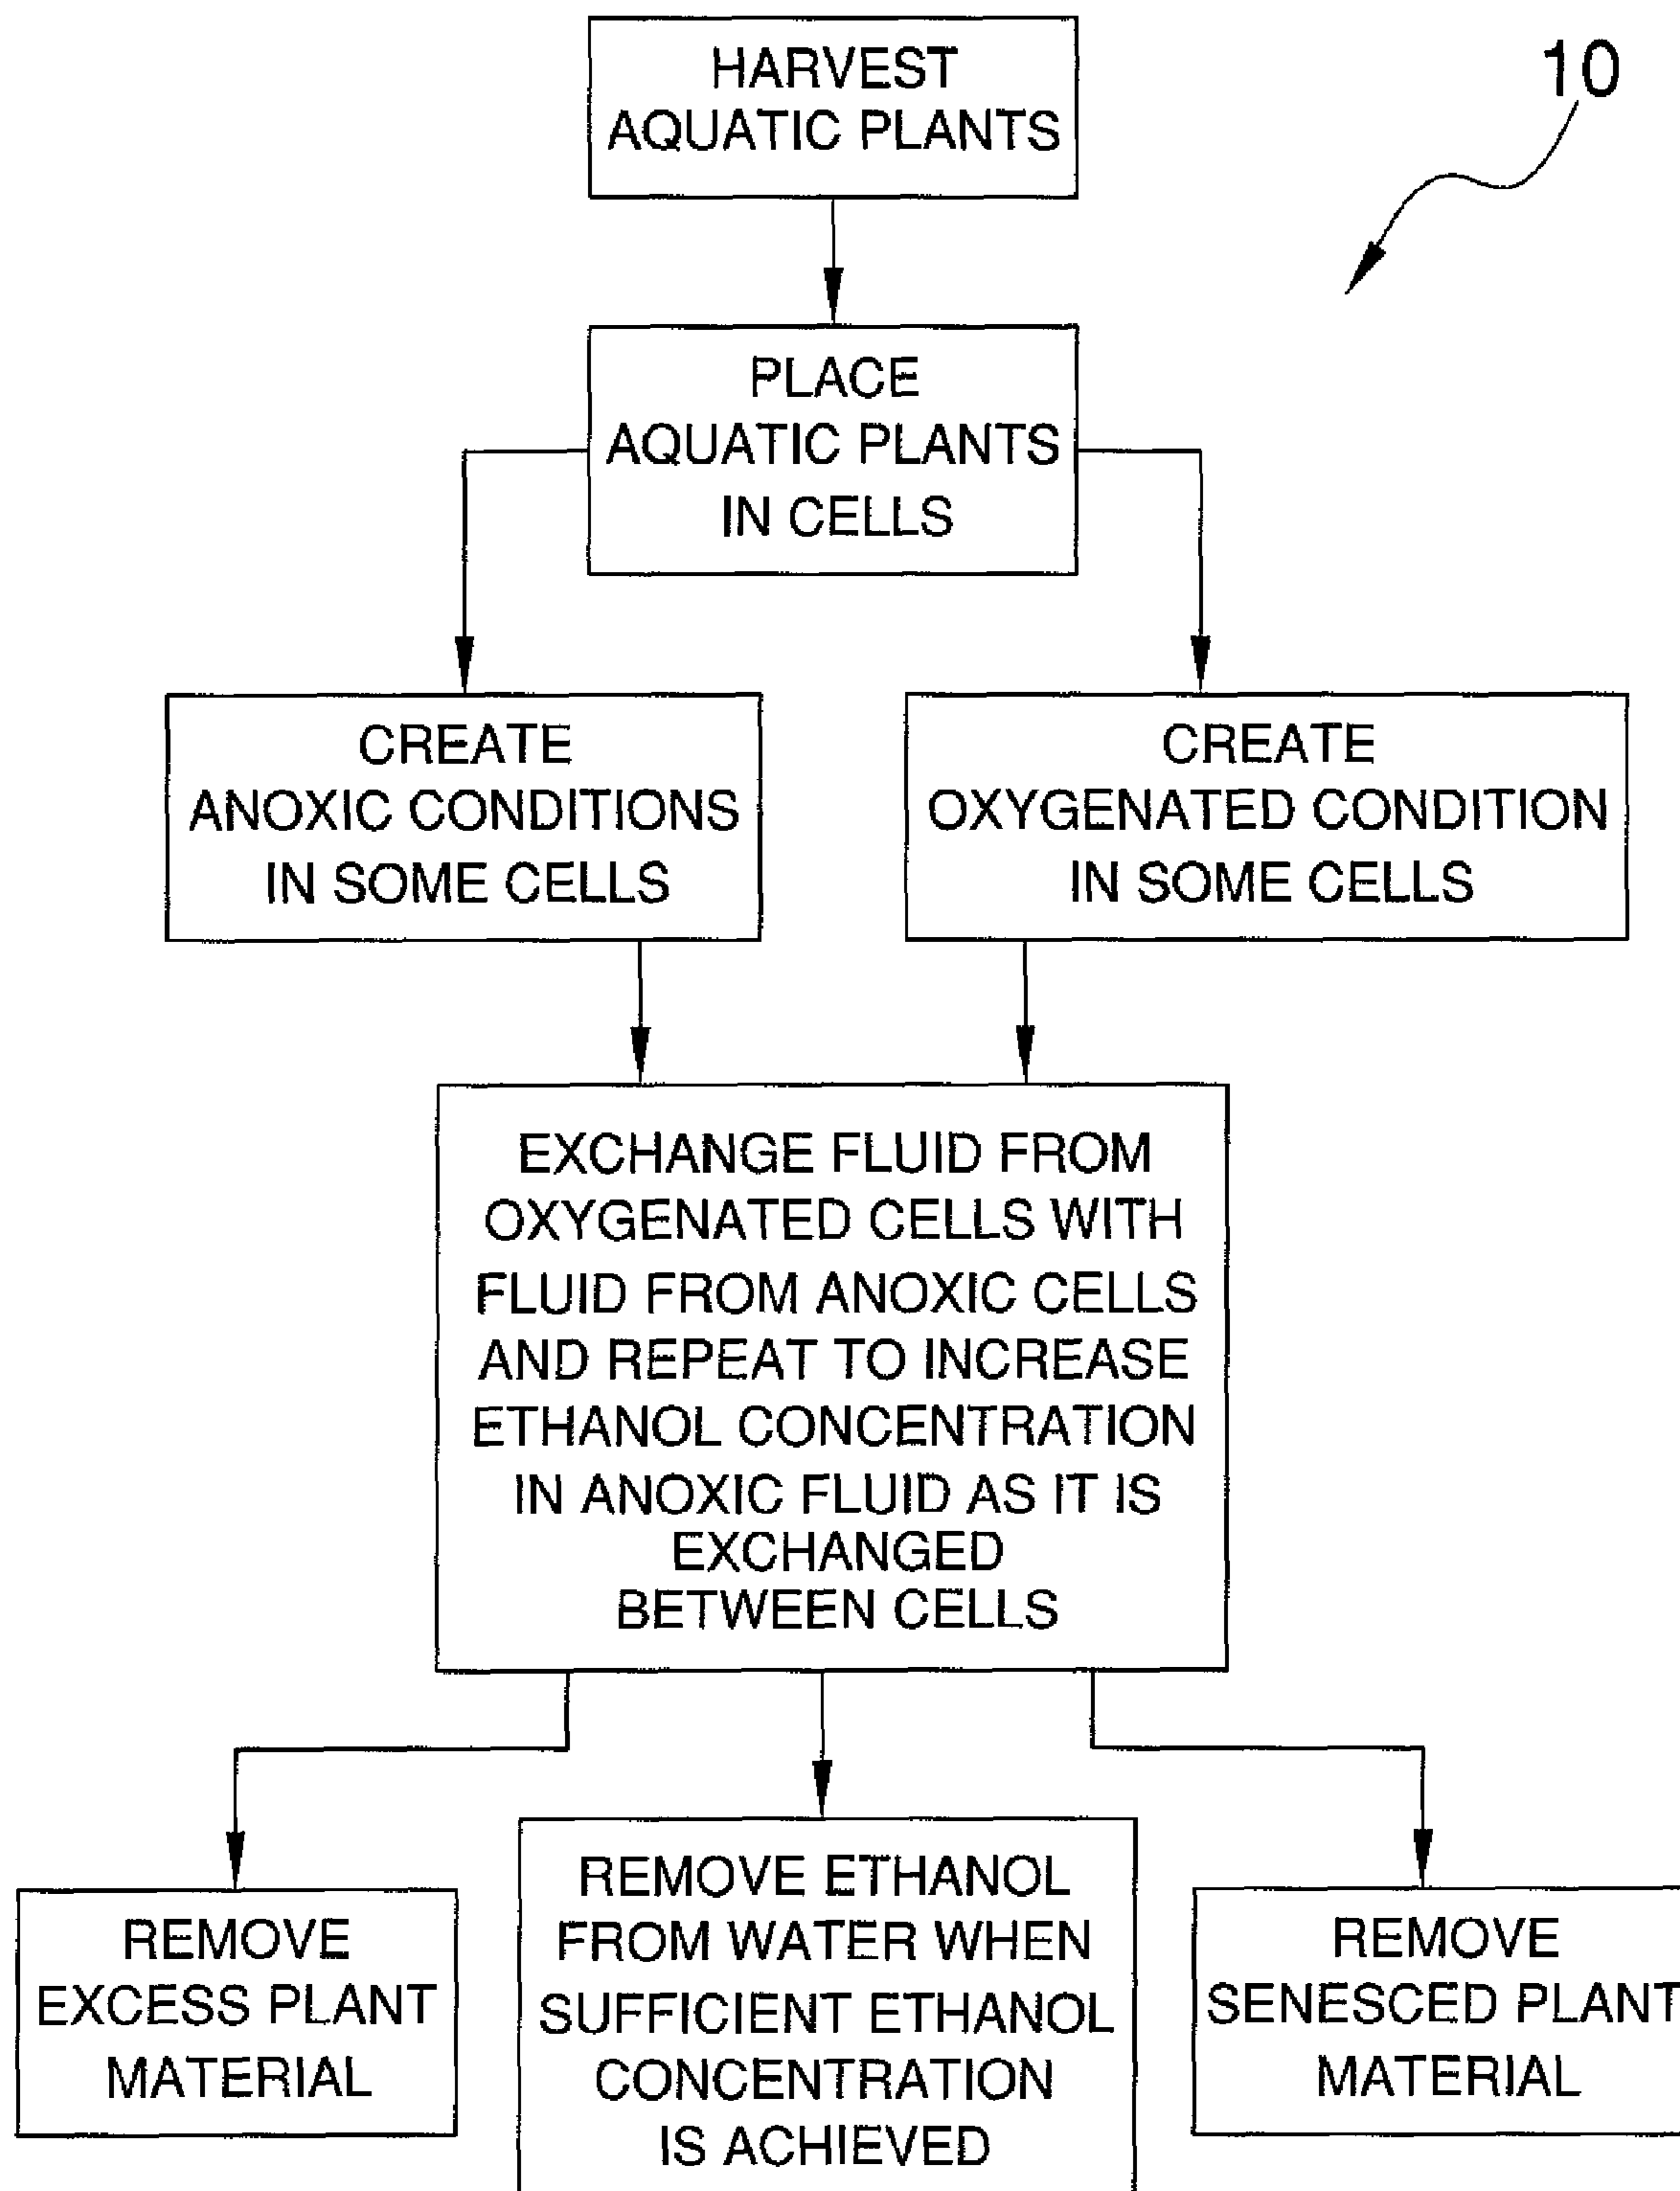 10
HARVEST
AQUATIC PLANTS
PLACE
AQUATIC PLANTS
IN CELLS
CREATE
ANOXIC CONDITIONS
IN SOME CELLS
CREATE
OXYGENATED CONDITION
IN SOME CELLS
EXCHANGE FLUID FROM
OXYGENATED CELLS WITH
FLUID FROM ANOXIC CELLS
AND REPEAT TO INCREASE
ETHANOL CONCENTRATION
IN ANOXIC FLUID AS IT IS
EXCHANGED
BETWEEN CELLS
REMOVE
EXCESS PLANT
MATERIAL
REMOVE ETHANOL
FROM WATER WHEN
SUFFICIENT ETHANOL
CONCENTRATION
IS ACHIEVED
REMOVE
SENESCED PLANT
MATERIAL